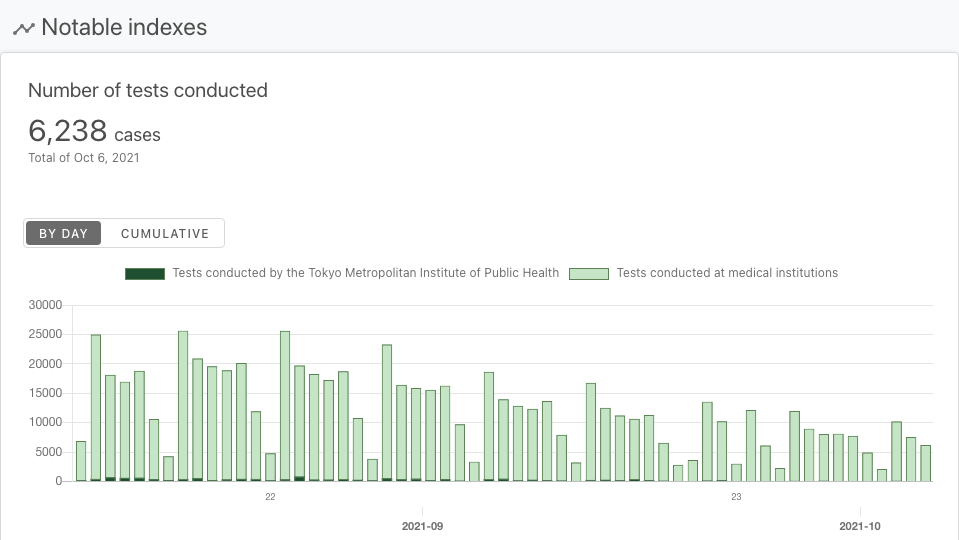 Notable indexes
Number of tests conducted
6,238 cases
Total of Oct 6, 2021
BY DAY CUMULATIVE
Tests conducted by the Tokyo Metropolitan Institute of Public Health Tests conducted at medical institutions
30000
25000
20000
15000
10000
5000
0
22 23
2021-09 2021-10